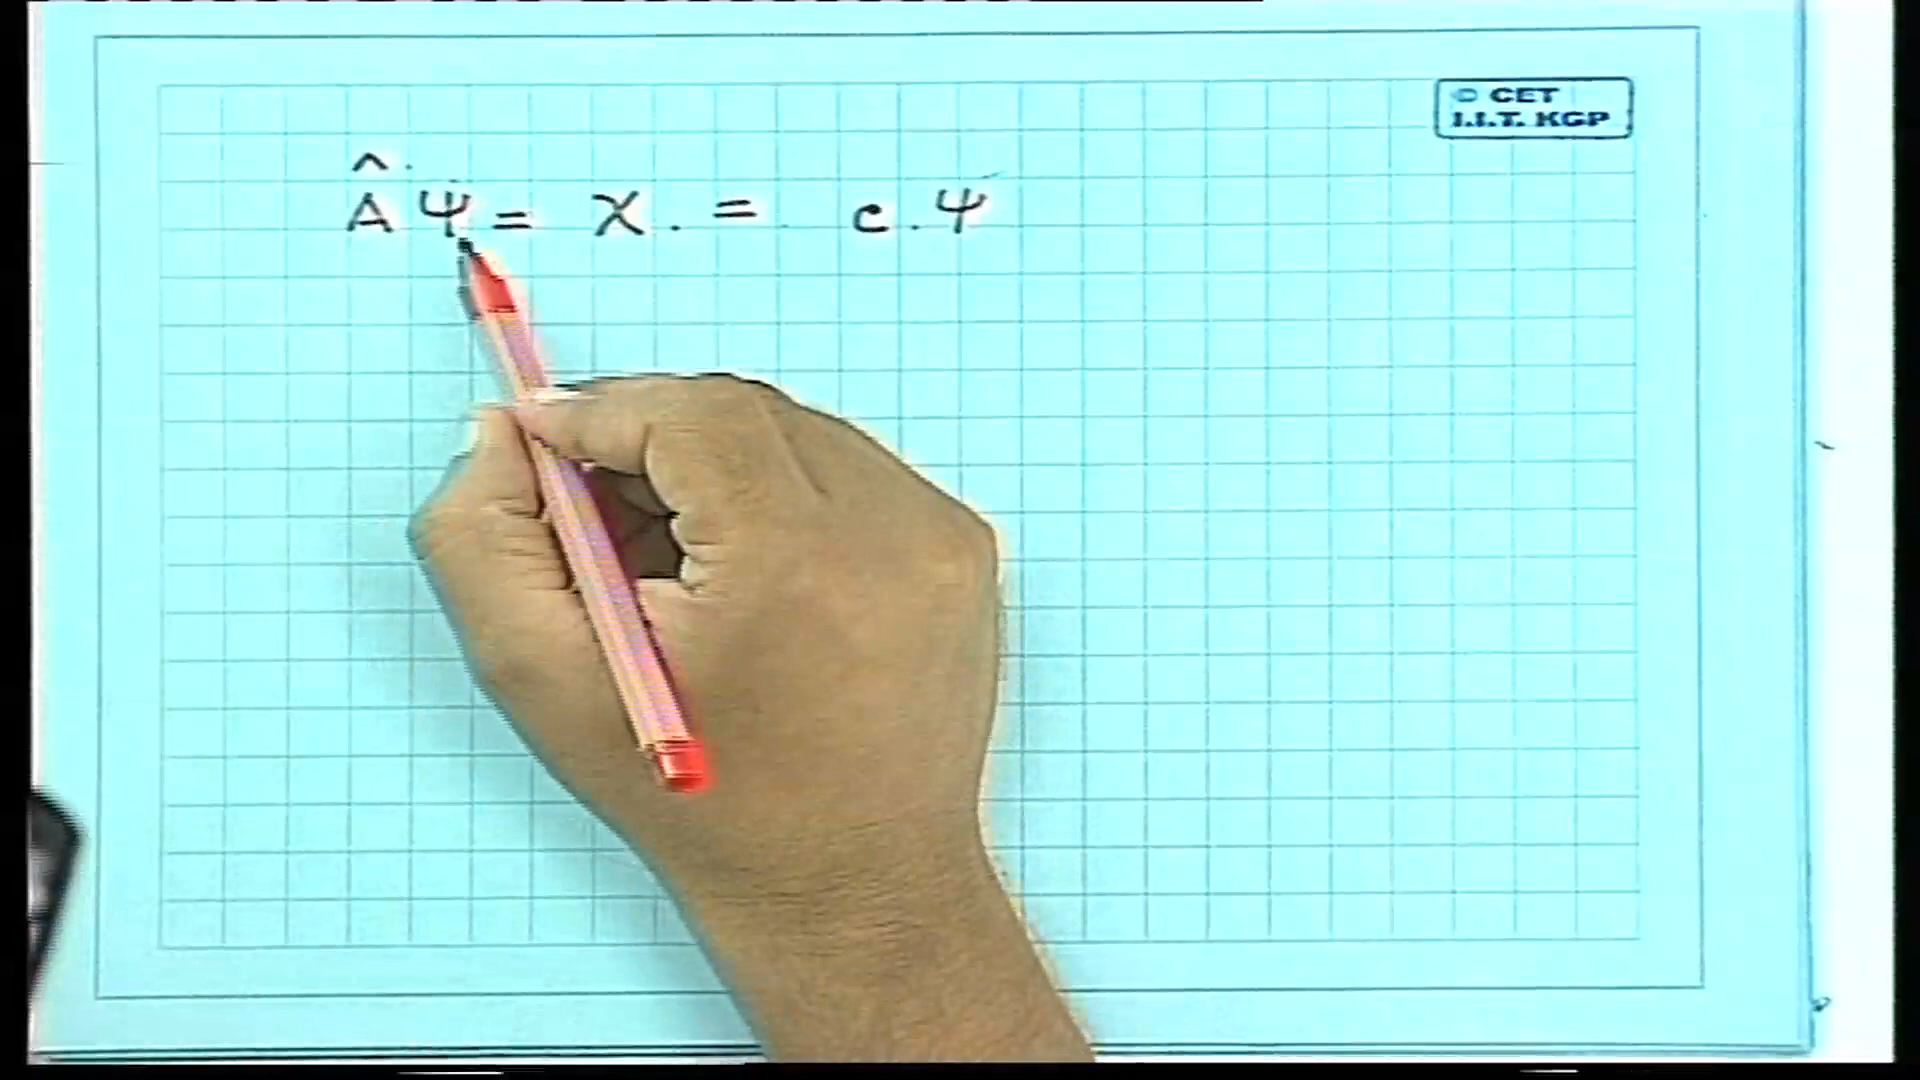 © CET
I.I.T. KGP
Â ψ = χ . = c . ψ